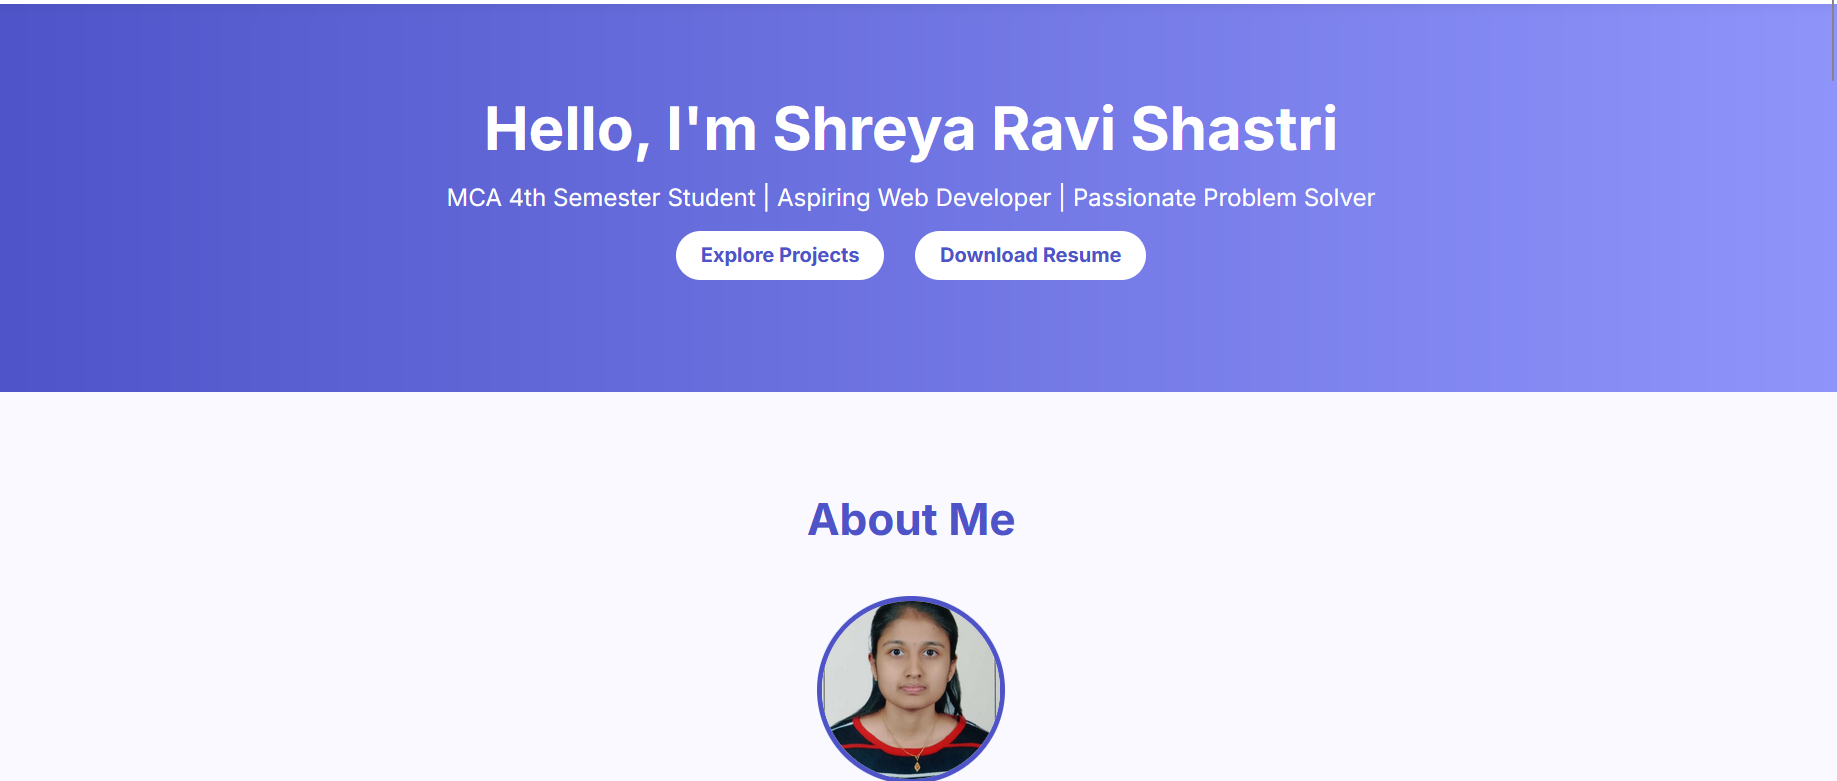 Hello, I'm Shreya Ravi Shastri
MCA 4th Semester Student | Aspiring Web Developer | Passionate Problem Solver
Explore Projects
Download Resume
About Me